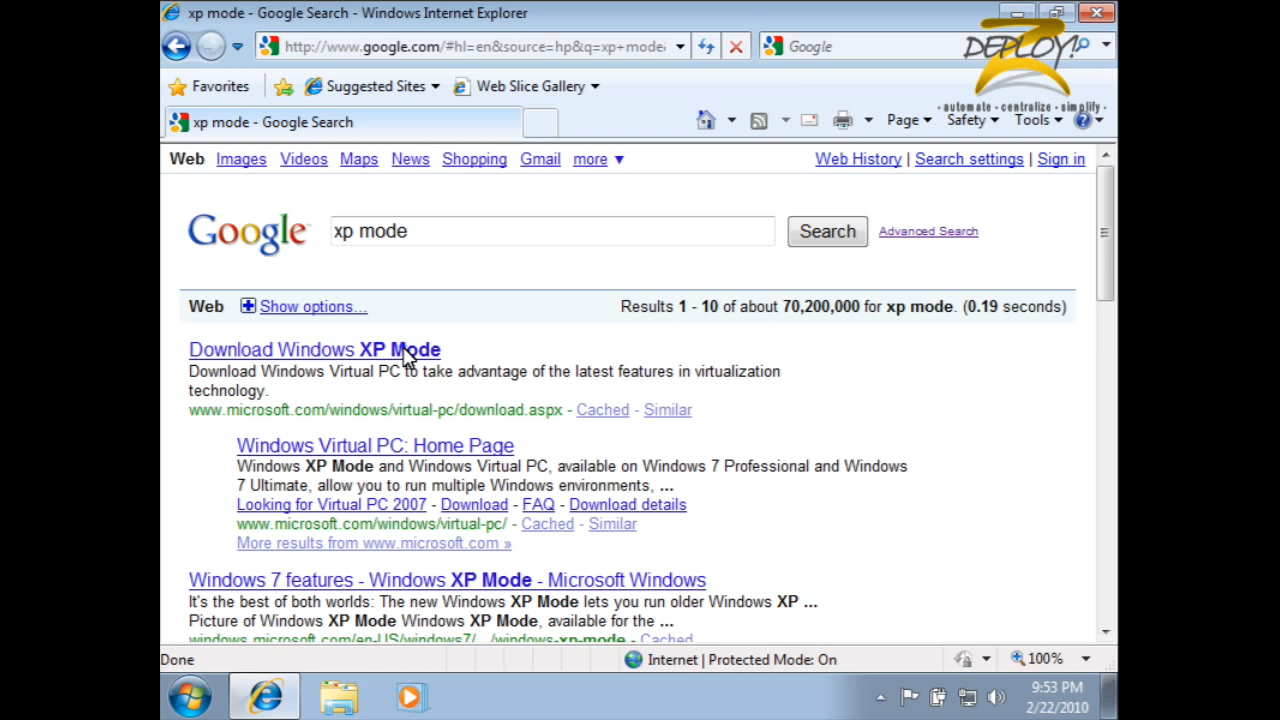 xp mode - Google Search - Windows Internet Explorer
http://www.google.com/#hl=en&source=hp&q=xp+mode
Google
DEPLOY!
Favorites Suggested Sites Web Slice Gallery
• automate • centralize • simplify •
xp mode - Google Search
Page Safety Tools
Web Images Videos Maps News Shopping Gmail more ▼ Web History | Search settings | Sign in
Google xp mode Search Advanced Search
Web Show options... Results 1 - 10 of about 70,200,000 for xp mode. (0.19 seconds)
Download Windows XP Mode
Download Windows Virtual PC to take advantage of the latest features in virtualization
technology.
www.microsoft.com/windows/virtual-pc/download.aspx - Cached - Similar
Windows Virtual PC: Home Page
Windows XP Mode and Windows Virtual PC, available on Windows 7 Professional and Windows
7 Ultimate, allow you to run multiple Windows environments, ...
Looking for Virtual PC 2007 - Download - FAQ - Download details
www.microsoft.com/windows/virtual-pc/ - Cached - Similar
More results from www.microsoft.com »
Windows 7 features - Windows XP Mode - Microsoft Windows
It's the best of both worlds: The new Windows XP Mode lets you run older Windows XP ...
Picture of Windows XP Mode Windows XP Mode, available for the ...
windows.microsoft.com/en-US/windows7/.../windows-xp-mode - Cached
Done Internet | Protected Mode: On 100%
9:53 PM
2/22/2010